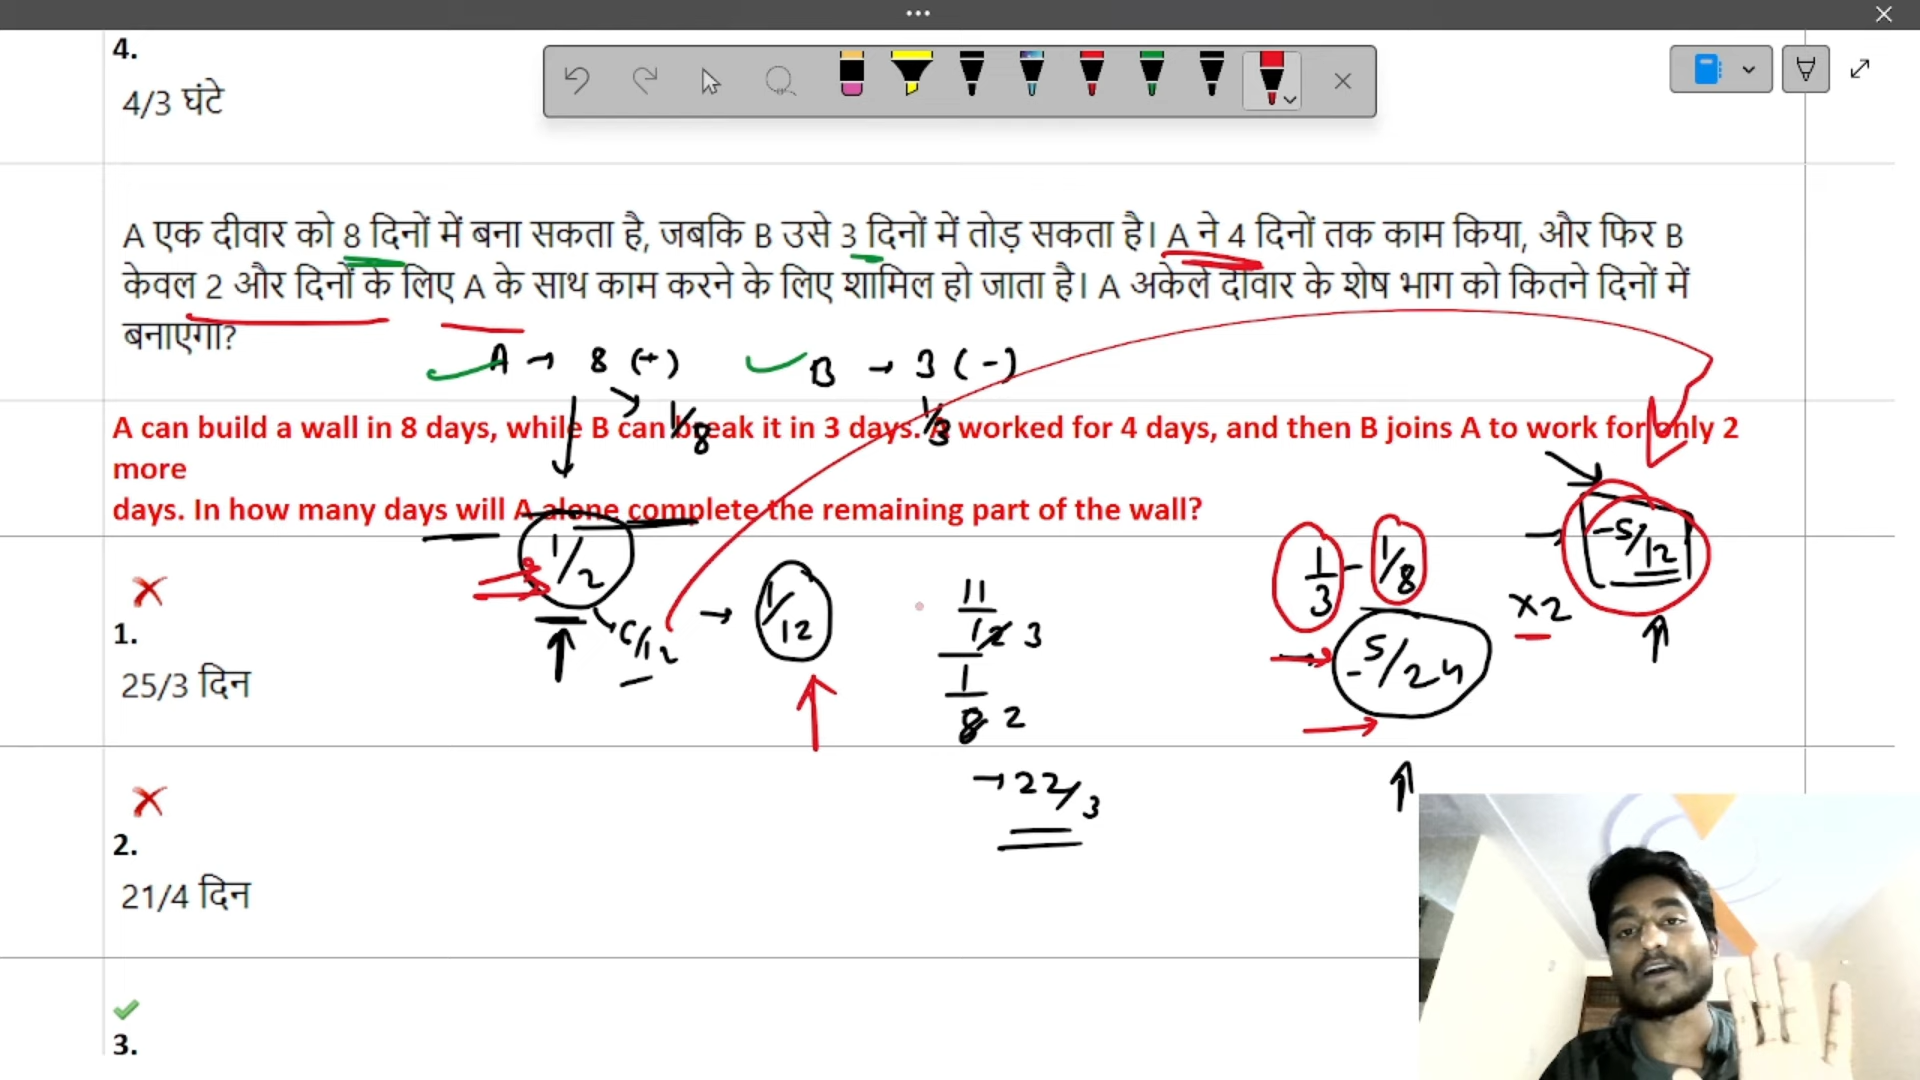 4.
4/3 घंटे
A एक दीवार को 8 दिनों में बना सकता है, जबकि B उसे 3 दिनों में तोड़ सकता है। A ने 4 दिनों तक काम किया, और फिर B
केवल 2 और दिनों के लिए A के साथ काम करने के लिए शामिल हो जाता है। A अकेले दीवार के शेष भाग को कितने दिनों में
बनाएगा?
A → 8 (+) B → 3 (-)
1/8 1/3
A can build a wall in 8 days, while B can break it in 3 days. A worked for 4 days, and then B joins A to work for only 2
more
days. In how many days will A alone complete the remaining part of the wall?
1/2
6/12 → 1/12
11
12 3
1
8 2
→ 22/3
1/3 - 1/8
-5/24
×2
→ -5/12
1.
25/3 दिन
2.
21/4 दिन
3.